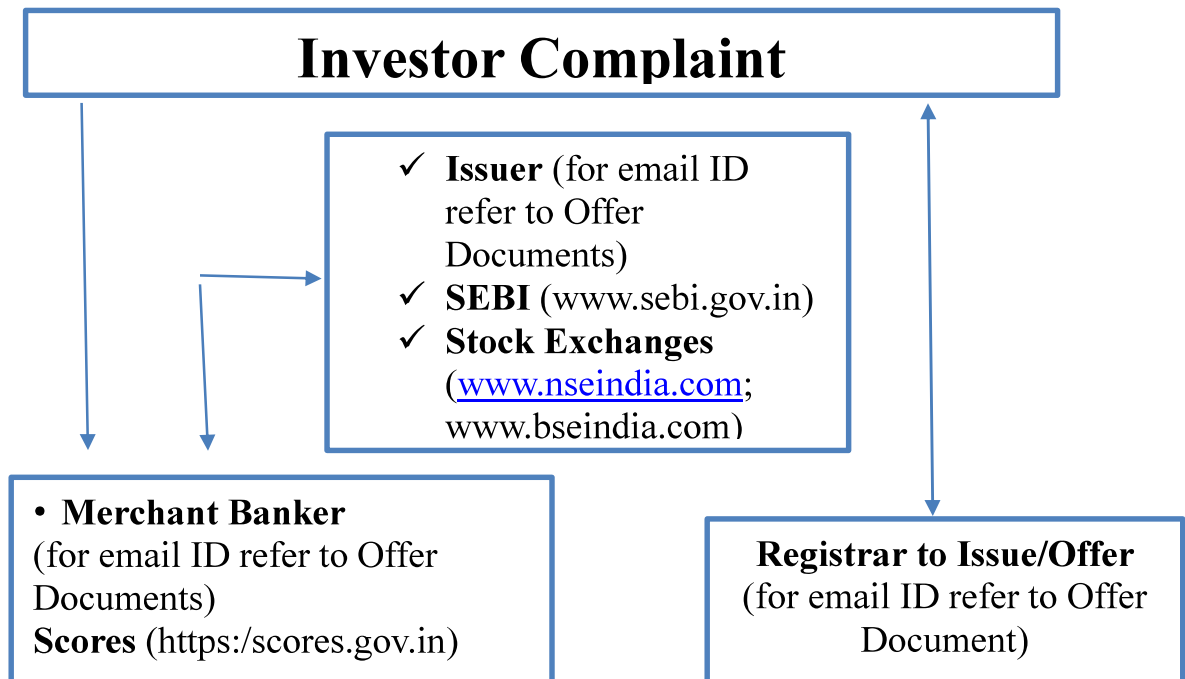 Investor Complaint
✓ Issuer (for email ID
refer to Offer
Documents)
✓ SEBI (www.sebi.gov.in)
✓ Stock Exchanges
(www.nseindia.com;
www.bseindia.com)
• Merchant Banker
(for email ID refer to Offer
Documents)
Scores (https:/scores.gov.in)
Registrar to Issue/Offer
(for email ID refer to Offer
Document)